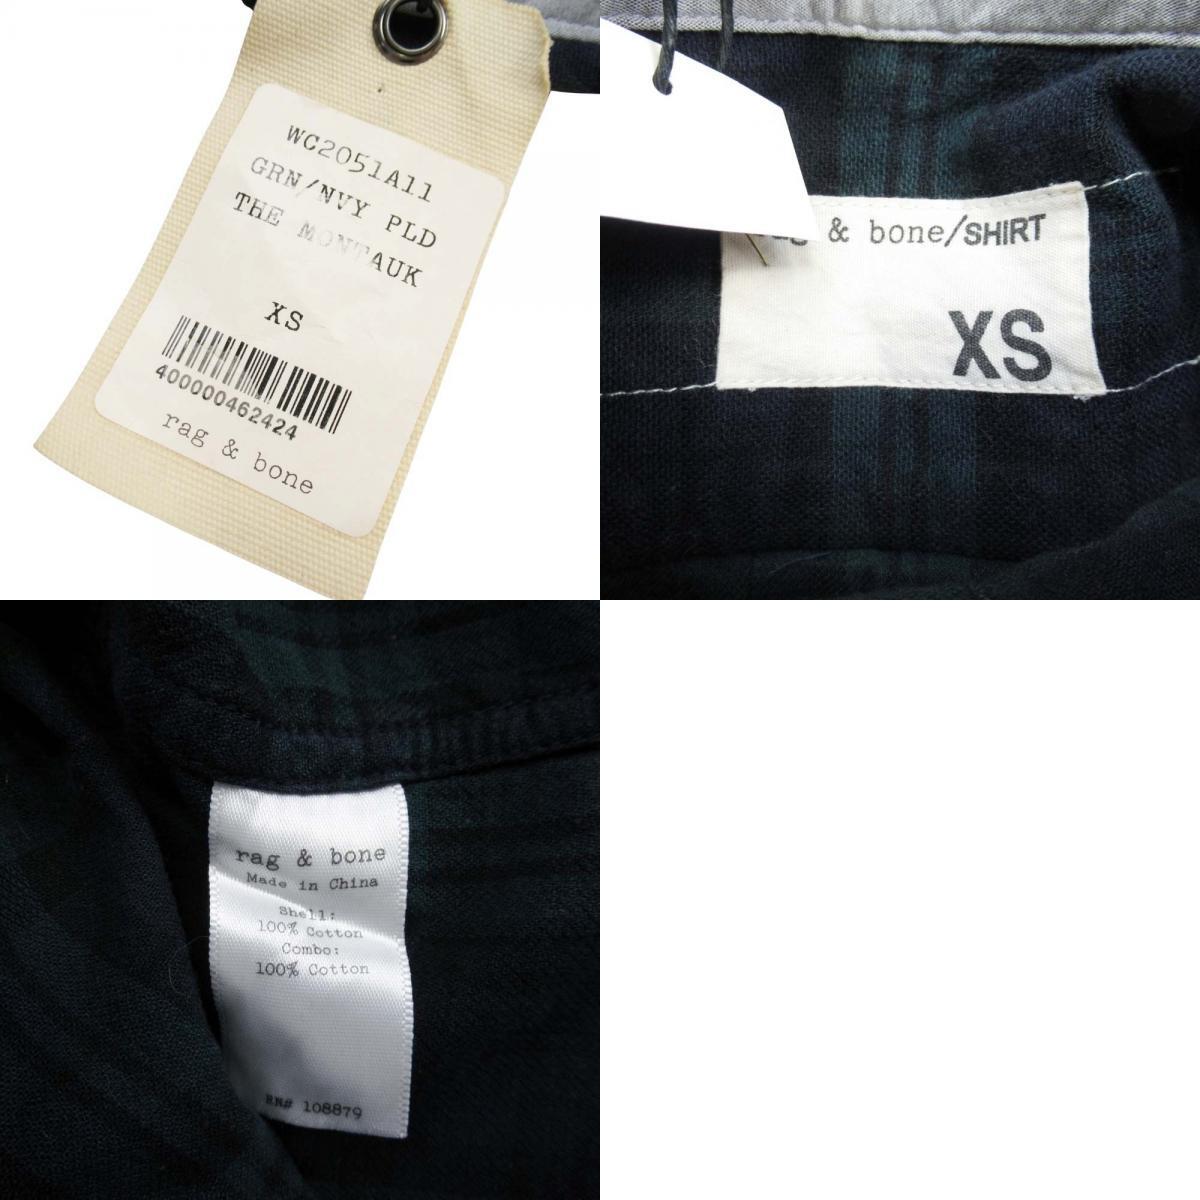 WC2051A11
GRN/NVY PLD
THE MONTAUK
XS
400000462424
rag & bone
& bone/SHIRT
XS
rag & bone
Made in China
Shell:
100% Cotton
Combo:
100% Cotton
RN# 108879